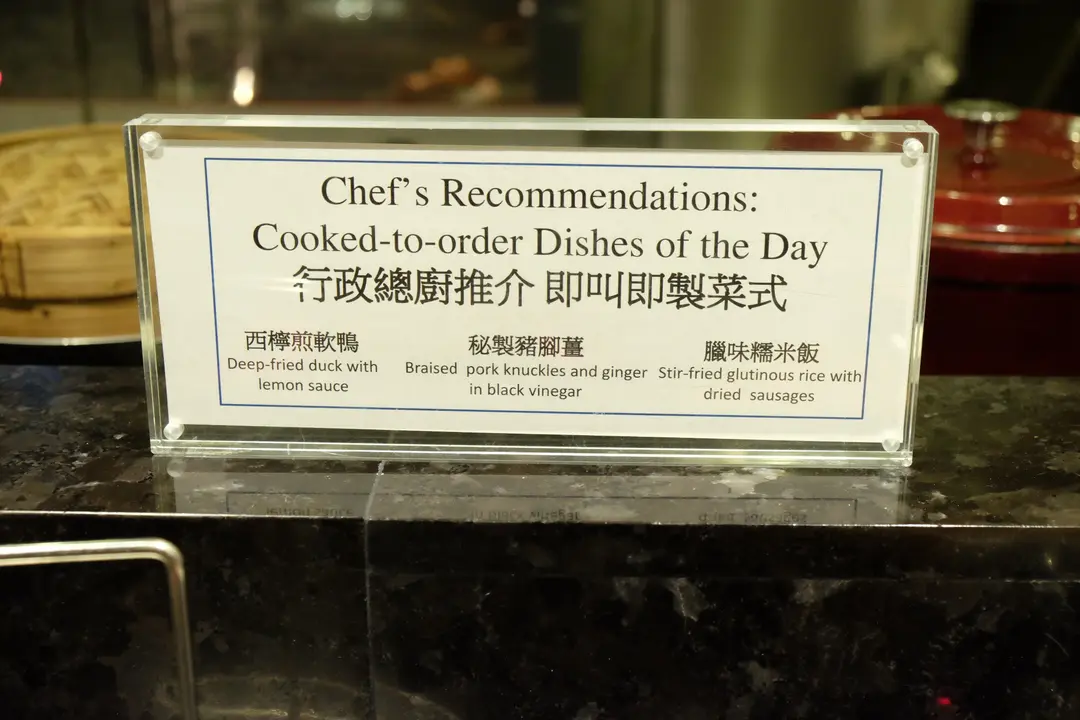 Chef's Recommendations:
Cooked-to-order Dishes of the Day
行政總廚推介 即叫即製菜式
西檸煎軟鴨
Deep-fried duck with
lemon sauce
秘製豬腳薑
Braised pork knuckles and ginger
in black vinegar
臘味糯米飯
Stir-fried glutinous rice with
dried sausages